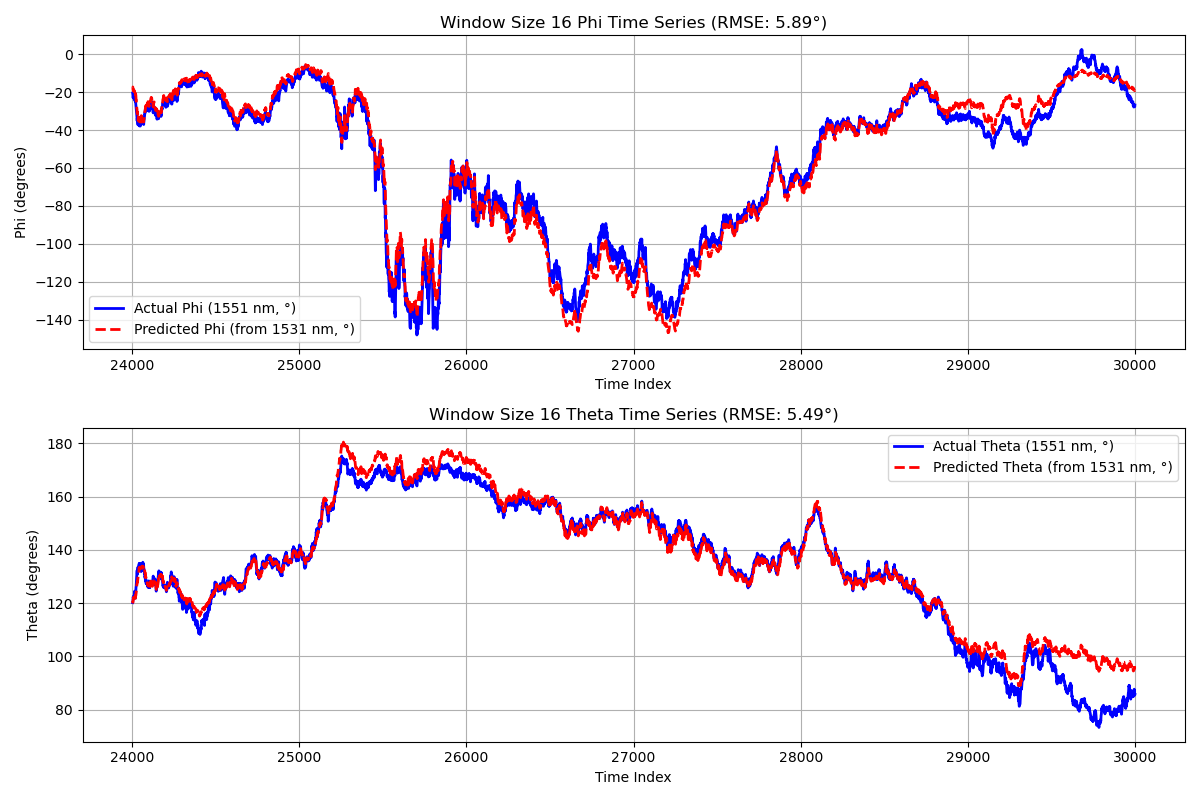 Window Size 16 Phi Time Series (RMSE: 5.89°)
Phi (degrees)
0
−20
−40
−60
−80
−100
−120
−140
Actual Phi (1551 nm, °)
Predicted Phi (from 1531 nm, °)
24000 25000 26000 27000 28000 29000 30000
Time Index
Window Size 16 Theta Time Series (RMSE: 5.49°)
Theta (degrees)
180
160
140
120
100
80
Actual Theta (1551 nm, °)
Predicted Theta (from 1531 nm, °)
24000 25000 26000 27000 28000 29000 30000
Time Index